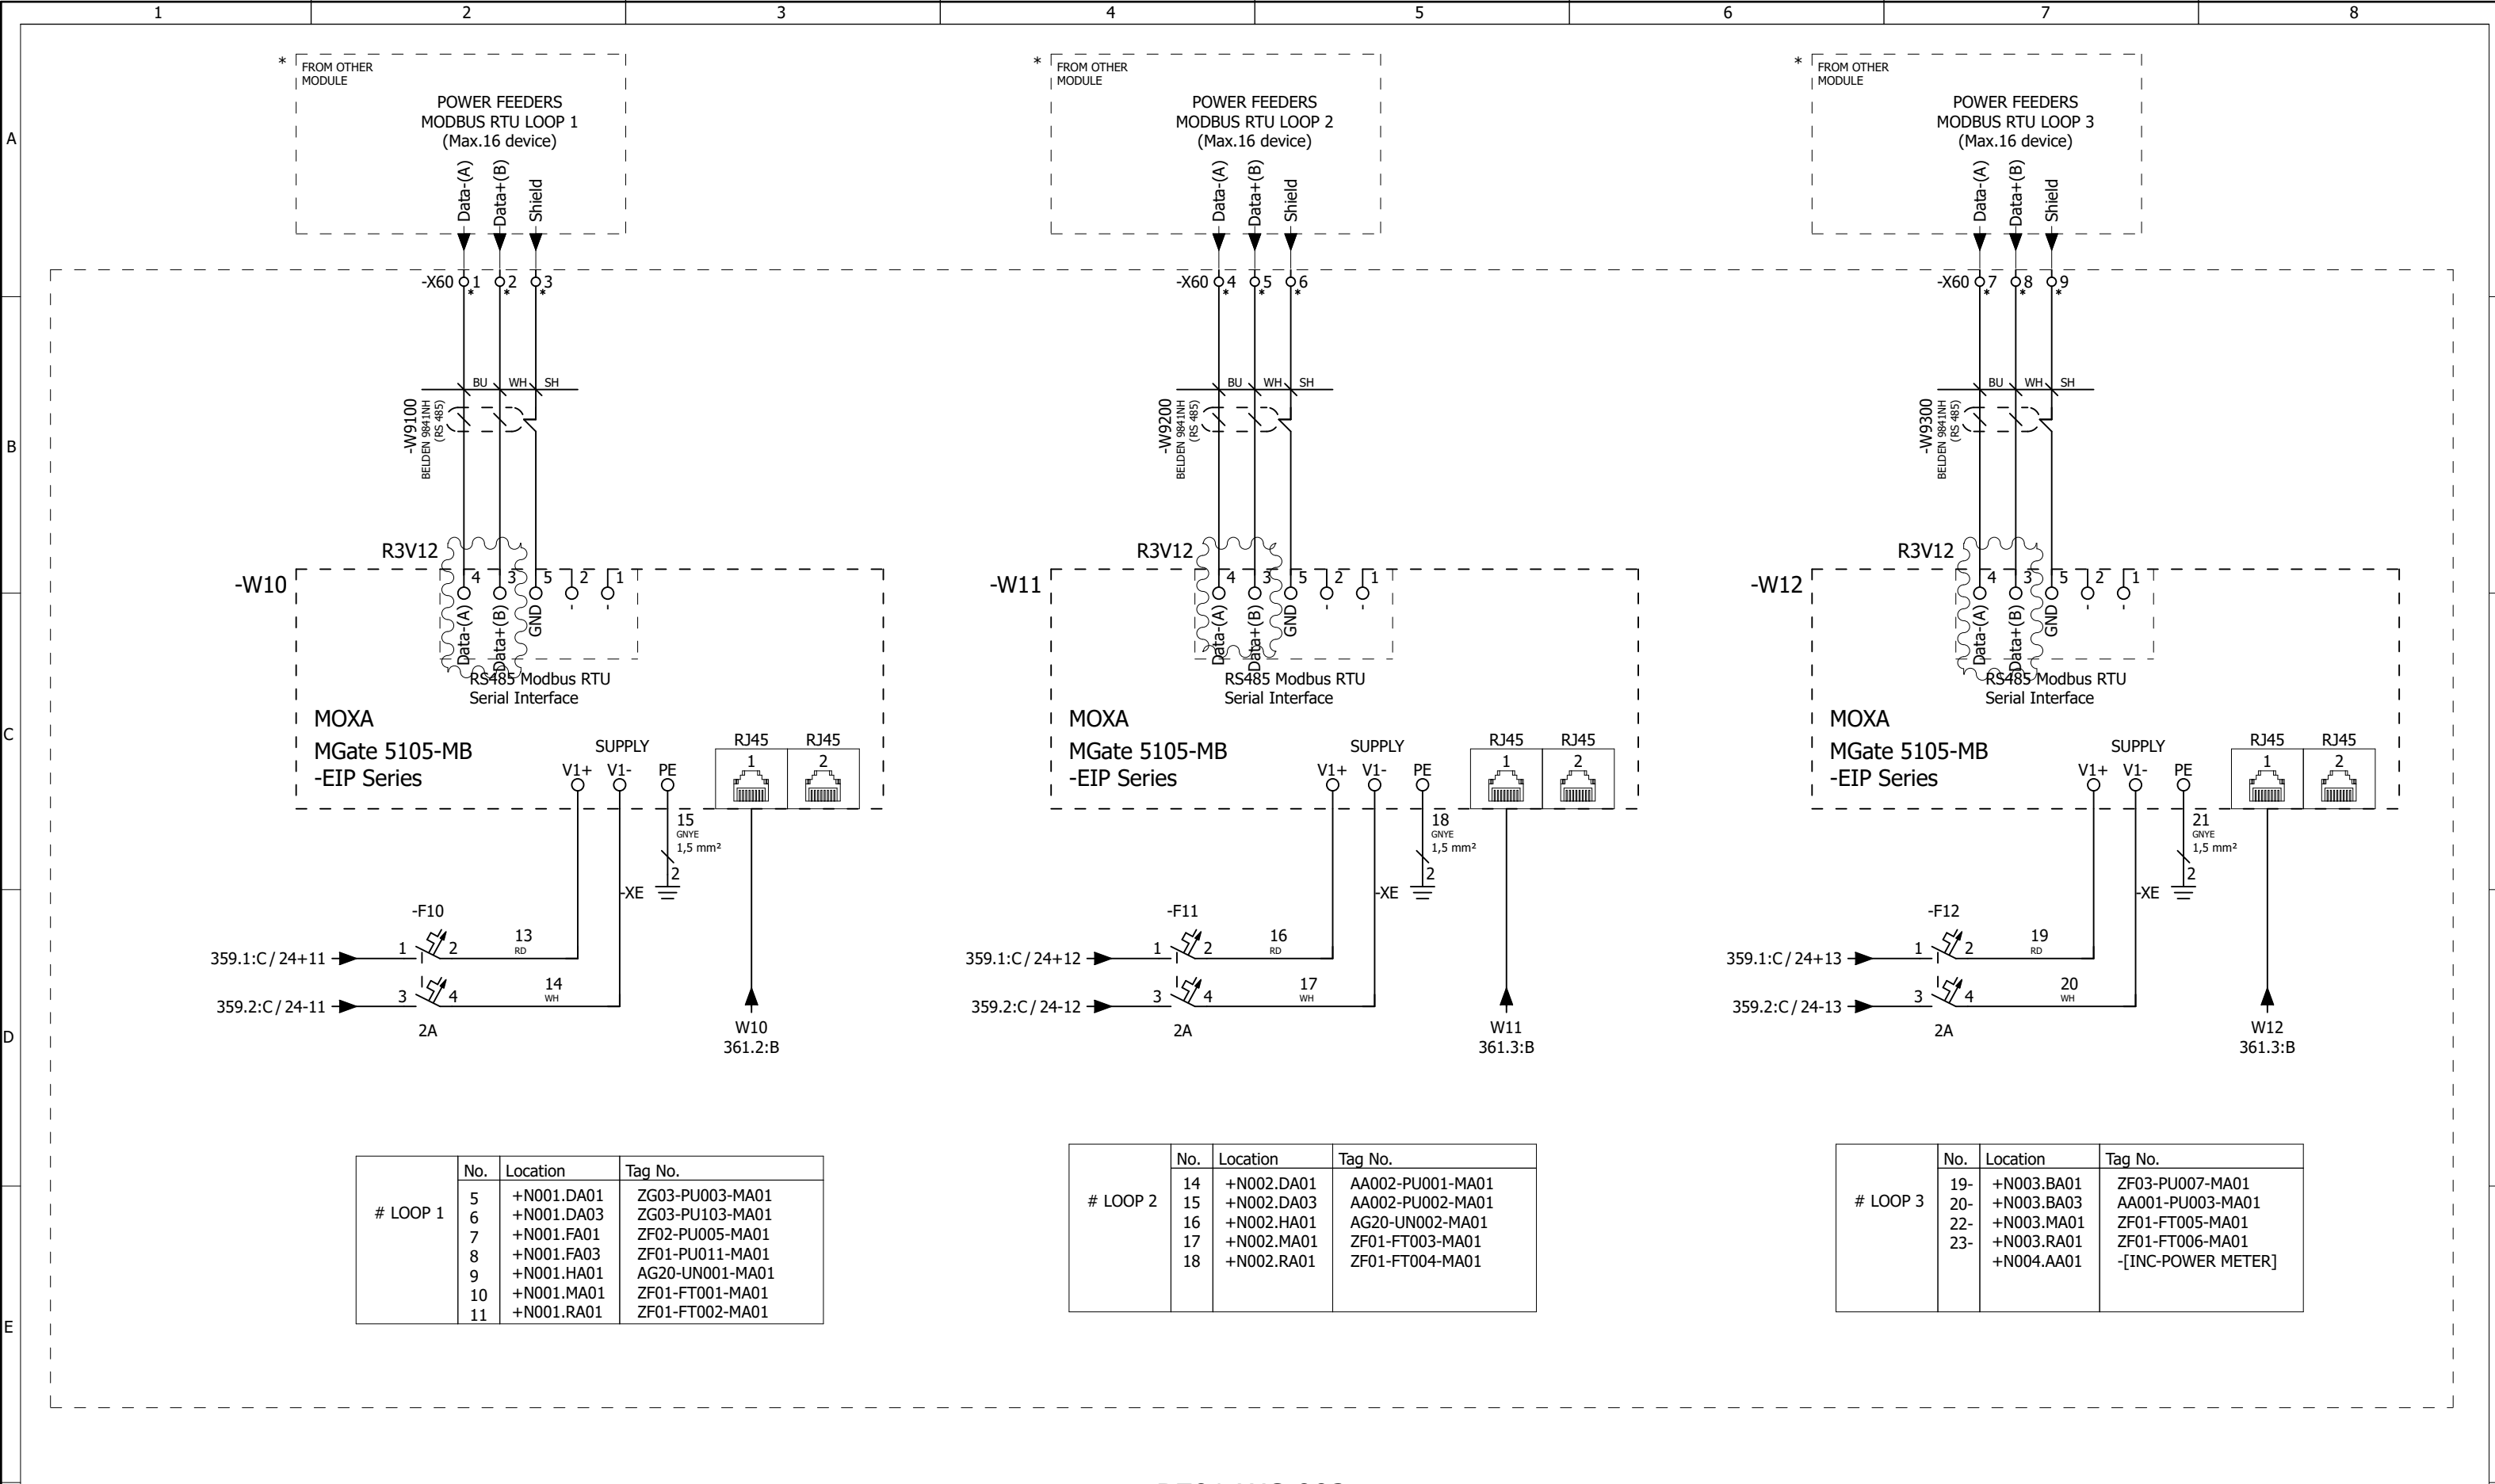 1 2 3 4 5 6 7 8
A
B
C
D
E
*
FROM OTHER
MODULE
POWER FEEDERS
MODBUS RTU LOOP 1
(Max.16 device)
Data-(A)
Data+(B)
Shield
-X60 1 2 3
* * *
BU WH SH
-W9100
BELDEN 9841NH
(RS 485)
R3V12
-W10
4 3 5 2 1
Data-(A)
Data+(B)
GND
-
-
RS485 Modbus RTU
Serial Interface
MOXA
MGate 5105-MB
-EIP Series
SUPPLY
V1+ V1- PE
RJ45 RJ45
1 2
15
GNYE
1,5 mm²
2
-XE
-F10
359.1:C / 24+11 1 2 13
RD
359.2:C / 24-11 3 4 14
WH
2A
W10
361.2:B
# LOOP 1
No. Location Tag No.
5 +N001.DA01 ZG03-PU003-MA01
6 +N001.DA03 ZG03-PU103-MA01
7 +N001.FA01 ZF02-PU005-MA01
8 +N001.FA03 ZF01-PU011-MA01
9 +N001.HA01 AG20-UN001-MA01
10 +N001.MA01 ZF01-FT001-MA01
11 +N001.RA01 ZF01-FT002-MA01
*
FROM OTHER
MODULE
POWER FEEDERS
MODBUS RTU LOOP 2
(Max.16 device)
Data-(A)
Data+(B)
Shield
-X60 4 5 6
* * *
BU WH SH
-W9200
BELDEN 9841NH
(RS 485)
R3V12
-W11
4 3 5 2 1
Data-(A)
Data+(B)
GND
-
-
RS485 Modbus RTU
Serial Interface
MOXA
MGate 5105-MB
-EIP Series
SUPPLY
V1+ V1- PE
RJ45 RJ45
1 2
18
GNYE
1,5 mm²
2
-XE
-F11
359.1:C / 24+12 1 2 16
RD
359.2:C / 24-12 3 4 17
WH
2A
W11
361.3:B
# LOOP 2
No. Location Tag No.
14 +N002.DA01 AA002-PU001-MA01
15 +N002.DA03 AA002-PU002-MA01
16 +N002.HA01 AG20-UN002-MA01
17 +N002.MA01 ZF01-FT003-MA01
18 +N002.RA01 ZF01-FT004-MA01
*
FROM OTHER
MODULE
POWER FEEDERS
MODBUS RTU LOOP 3
(Max.16 device)
Data-(A)
Data+(B)
Shield
-X60 7 8 9
* * *
BU WH SH
-W9300
BELDEN 9841NH
(RS 485)
R3V12
-W12
4 3 5 2 1
Data-(A)
Data+(B)
GND
-
-
RS485 Modbus RTU
Serial Interface
MOXA
MGate 5105-MB
-EIP Series
SUPPLY
V1+ V1- PE
RJ45 RJ45
1 2
21
GNYE
1,5 mm²
2
-XE
-F12
359.1:C / 24+13 1 2 19
RD
359.2:C / 24-13 3 4 20
WH
2A
W12
361.3:B
# LOOP 3
No. Location Tag No.
19- +N003.BA01 ZF03-PU007-MA01
20- +N003.BA03 AA001-PU003-MA01
22- +N003.MA01 ZF01-FT005-MA01
23- +N003.RA01 ZF01-FT006-MA01
+N004.AA01 -[INC-POWER METER]